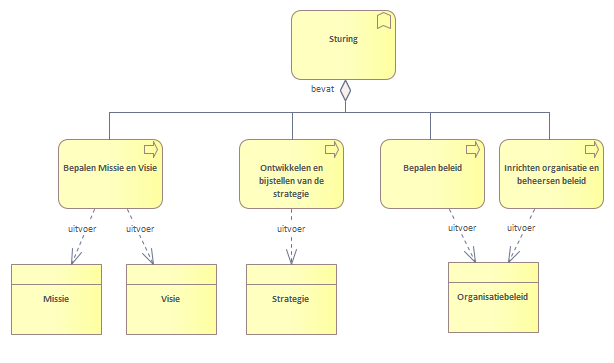 Sturing
bevat
Bepalen Missie en Visie
Ontwikkelen en
bijstellen van de
strategie
Bepalen beleid
Inrichten organisatie en
beheersen beleid
uitvoer
uitvoer
uitvoer
uitvoer
uitvoer
Missie
Visie
Strategie
Organisatiebeleid